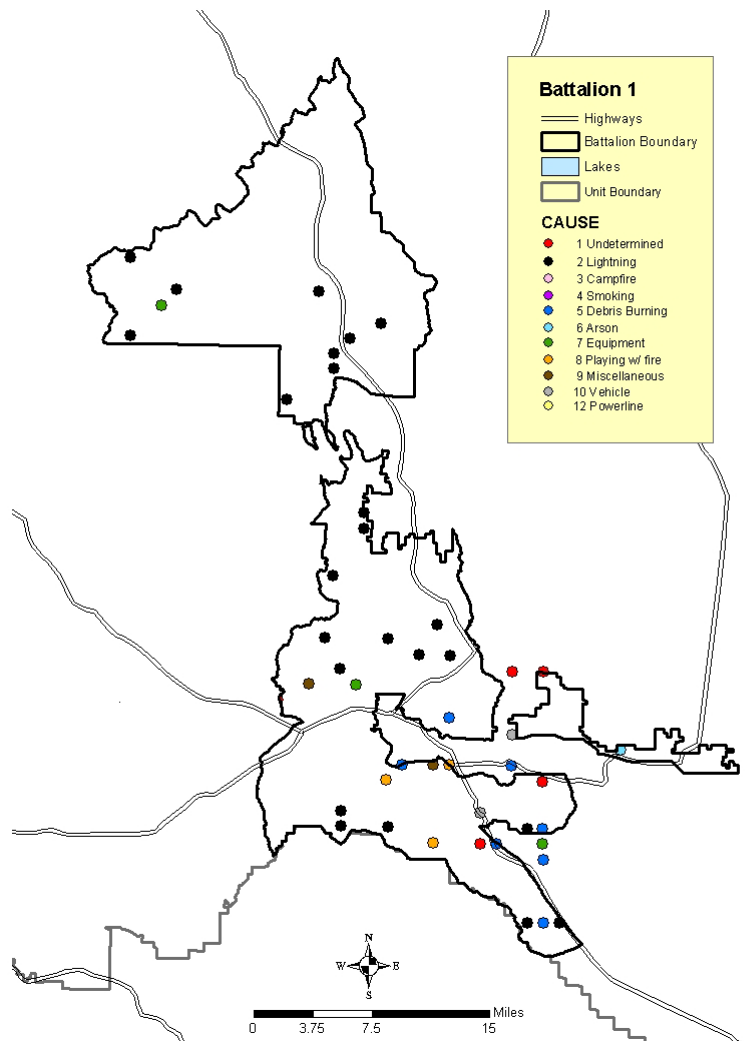 Battalion 1
Highways
Battalion Boundary
Lakes
Unit Boundary
CAUSE
1 Undetermined
2 Lightning
3 Campfire
4 Smoking
5 Debris Burning
6 Arson
7 Equipment
8 Playing w/ fire
9 Miscellaneous
10 Vehicle
12 Powerline
N
W E
S
Miles
0 3.75 7.5 15